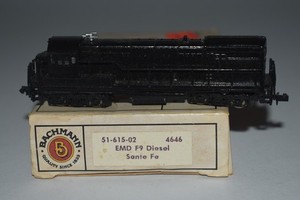 51-615-02 4646
EMD F9 Diesel
Santa Fe
BACHMANN
QUALITY SINCE 1833